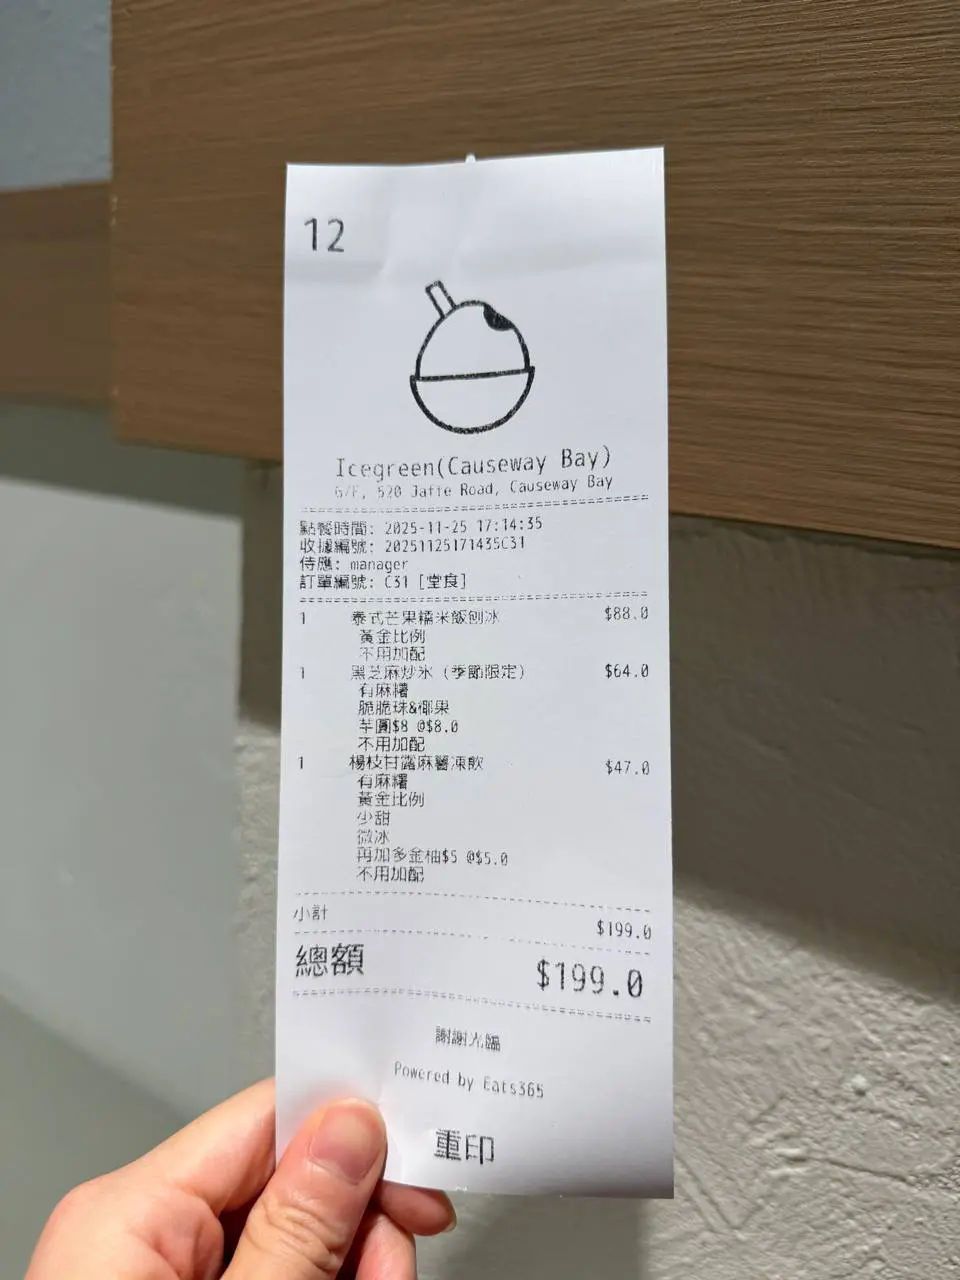 12
Icegreen(Causeway Bay)
G/F, 520 Jaffe Road, Causeway Bay
點餐時間: 2025-11-25 17:14:35
收據編號: 20251125171435C31
侍應: manager
訂單編號: C31 [堂食]
1 泰式芒果糯米飯刨冰 $88.0
黃金比例
不用加配
1 黑芝麻炒氷 (季節限定) $64.0
有麻糬
脆脆珠&椰果
芋圓$8 @$8.0
不用加配
1 楊枝甘露麻薯凍飲 $47.0
有麻糬
黃金比例
少甜
微冰
再加多金柚$5 @$5.0
不用加配
小計 $199.0
總額 $199.0
謝謝光臨
Powered by Eats365
重印